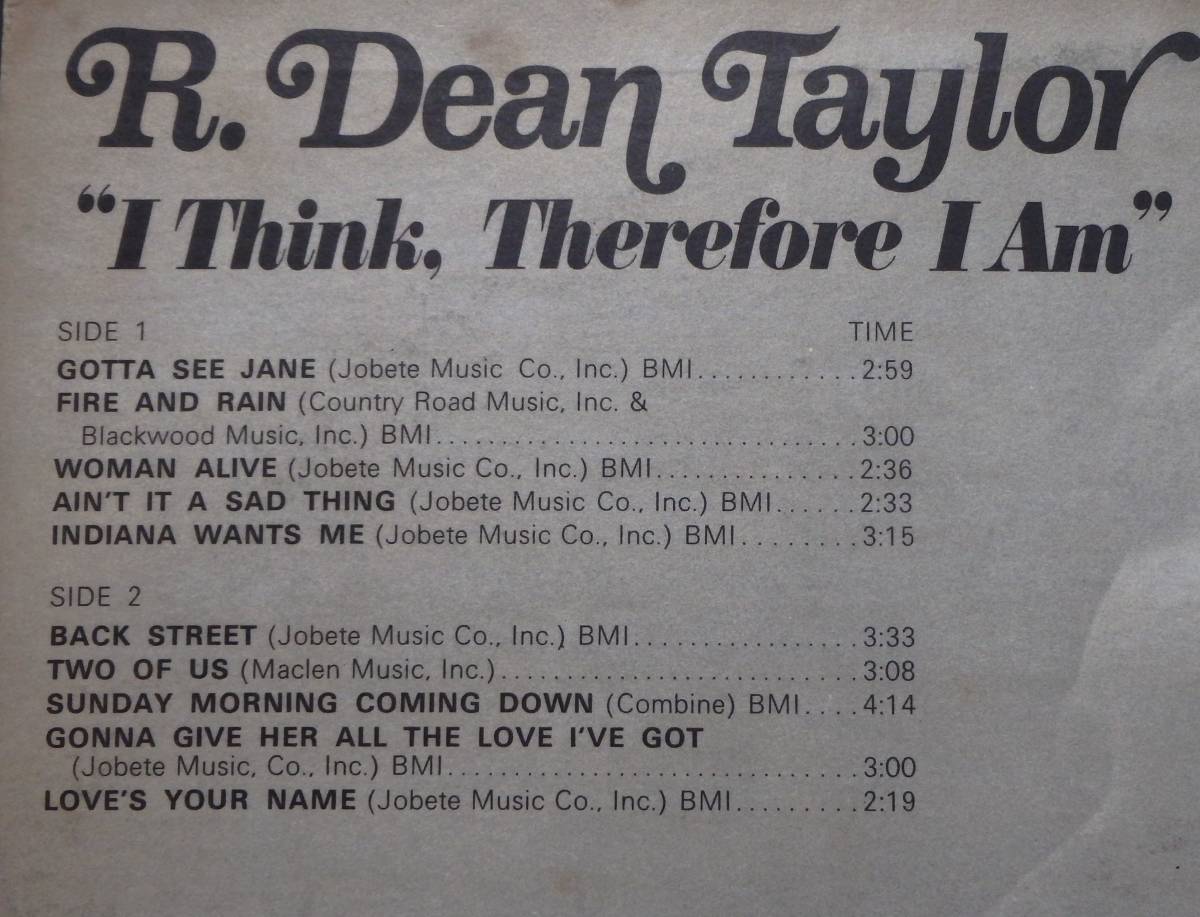 R. Dean Taylor
“I Think, Therefore I Am”
SIDE 1 TIME
GOTTA SEE JANE (Jobete Music Co., Inc.) BMI............2:59
FIRE AND RAIN (Country Road Music, Inc. &
Blackwood Music, Inc.) BMI................................3:00
WOMAN ALIVE (Jobete Music Co., Inc.) BMI...............2:36
AIN'T IT A SAD THING (Jobete Music Co., Inc.) BMI......2:33
INDIANA WANTS ME (Jobete Music Co., Inc.) BMI.........3:15
SIDE 2
BACK STREET (Jobete Music Co., Inc.) BMI.................3:33
TWO OF US (Maclen Music, Inc.)...........................3:08
SUNDAY MORNING COMING DOWN (Combine) BMI....4:14
GONNA GIVE HER ALL THE LOVE I'VE GOT
(Jobete Music, Co., Inc.) BMI...............................3:00
LOVE'S YOUR NAME (Jobete Music Co., Inc.) BMI.........2:19